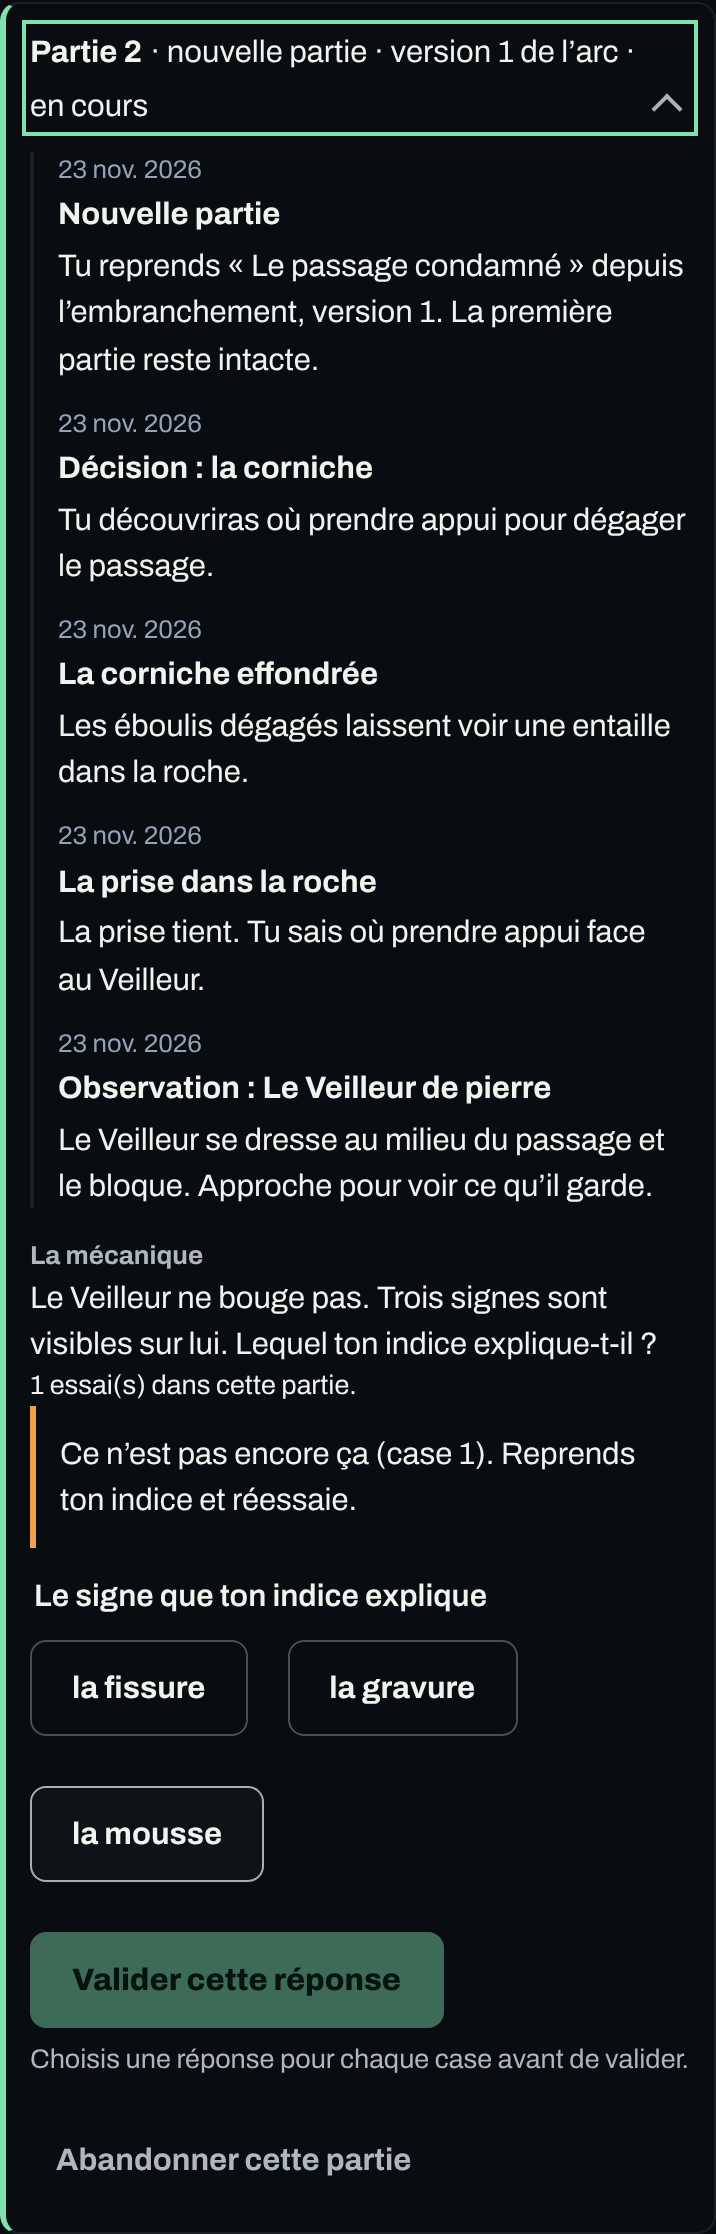 Partie 2 · nouvelle partie · version 1 de l’arc ·
en cours
23 nov. 2026
Nouvelle partie
Tu reprends « Le passage condamné » depuis
l’embranchement, version 1. La première
partie reste intacte.
23 nov. 2026
Décision : la corniche
Tu découvriras où prendre appui pour dégager
le passage.
23 nov. 2026
La corniche effondrée
Les éboulis dégagés laissent voir une entaille
dans la roche.
23 nov. 2026
La prise dans la roche
La prise tient. Tu sais où prendre appui face
au Veilleur.
23 nov. 2026
Observation : Le Veilleur de pierre
Le Veilleur se dresse au milieu du passage et
le bloque. Approche pour voir ce qu’il garde.
La mécanique
Le Veilleur ne bouge pas. Trois signes sont
visibles sur lui. Lequel ton indice explique-t-il ?
1 essai(s) dans cette partie.
Ce n’est pas encore ça (case 1). Reprends
ton indice et réessaie.
Le signe que ton indice explique
la fissure
la gravure
la mousse
Valider cette réponse
Choisis une réponse pour chaque case avant de valider.
Abandonner cette partie